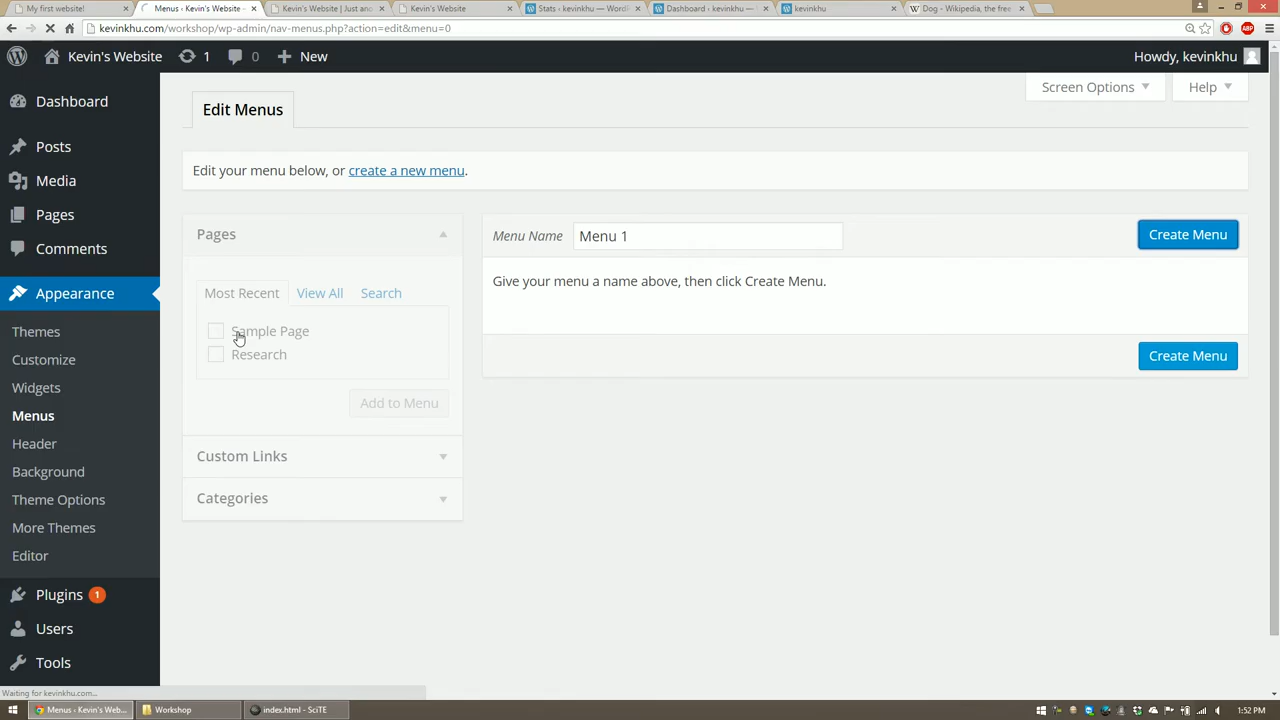 My first website!
Menus ‹ Kevin's Website
Kevin's Website | Just an
Kevin's Website
Stats ‹ kevinkhu — WordP
Dashboard ‹ kevinkhu —
kevinkhu
Dog - Wikipedia, the free
kevinkhu.com/workshop/wp-admin/nav-menus.php?action=edit&menu=0
Kevin's Website
1
0
New
Howdy, kevinkhu
Screen Options
Help
Dashboard
Posts
Media
Pages
Comments
Appearance
Themes
Customize
Widgets
Menus
Header
Background
Theme Options
More Themes
Editor
Plugins 1
Users
Tools
Edit Menus
Edit your menu below, or create a new menu.
Pages
Most Recent View All Search
Sample Page
Research
Add to Menu
Custom Links
Categories
Menu Name Menu 1
Create Menu
Give your menu a name above, then click Create Menu.
Create Menu
Waiting for kevinkhu.com...
Menus ‹ Kevin's Web...
Workshop
index.html - SciTE
1:52 PM